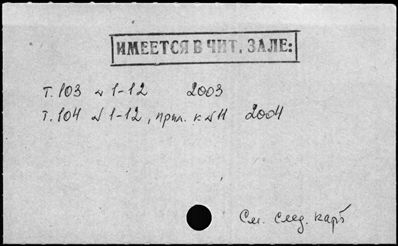 ИМЕЕТСЯ В ЧИТ. ЗАЛЕ:
Т. 103 № 1-12 2003
Т. 104 № 1-12, прил. к № 11 2004
См. след. карт